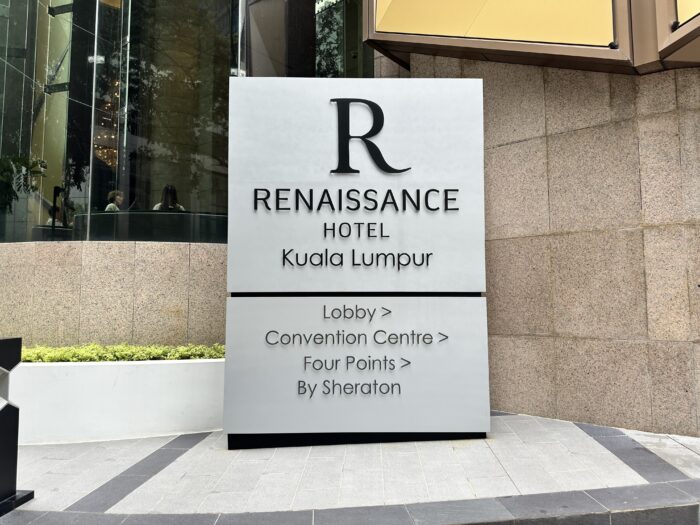 R
RENAISSANCE
HOTEL
Kuala Lumpur
Lobby >
Convention Centre >
Four Points >
By Sheraton